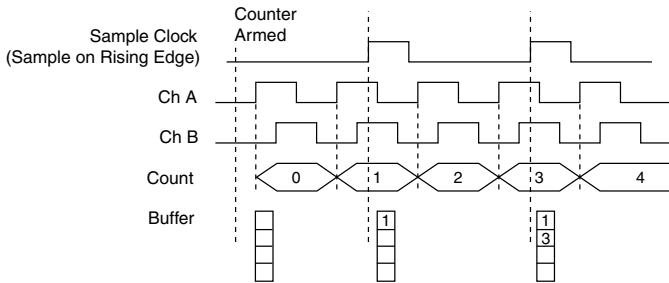 Counter
Armed
Sample Clock
(Sample on Rising Edge)
Ch A
Ch B
Count 0 1 2 3 4
Buffer 1 1
3